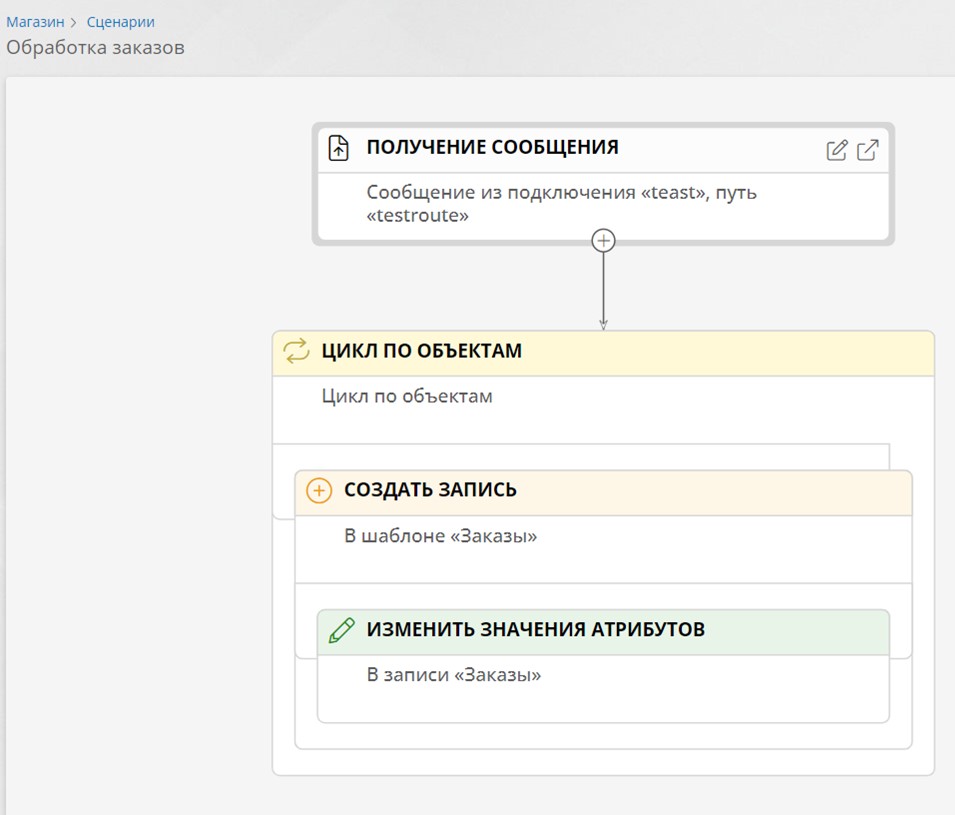 Магазин > Сценарии
Обработка заказов
ПОЛУЧЕНИЕ СООБЩЕНИЯ
Сообщение из подключения «teast», путь
«testroute»
ЦИКЛ ПО ОБЪЕКТАМ
Цикл по объектам
СОЗДАТЬ ЗАПИСЬ
В шаблоне «Заказы»
ИЗМЕНИТЬ ЗНАЧЕНИЯ АТРИБУТОВ
В записи «Заказы»